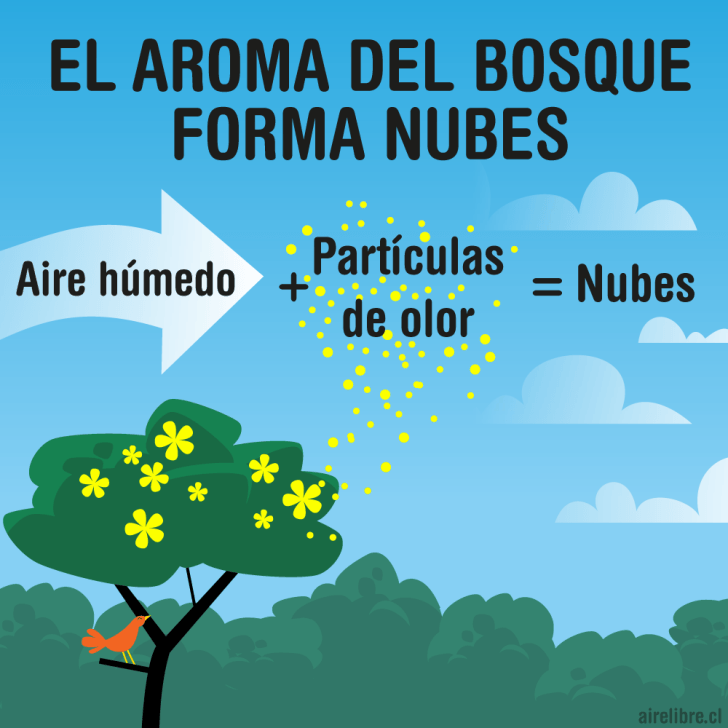 EL AROMA DEL BOSQUE
FORMA NUBES
Aire húmedo
+
Partículas
de olor
= Nubes
airelibre.cl